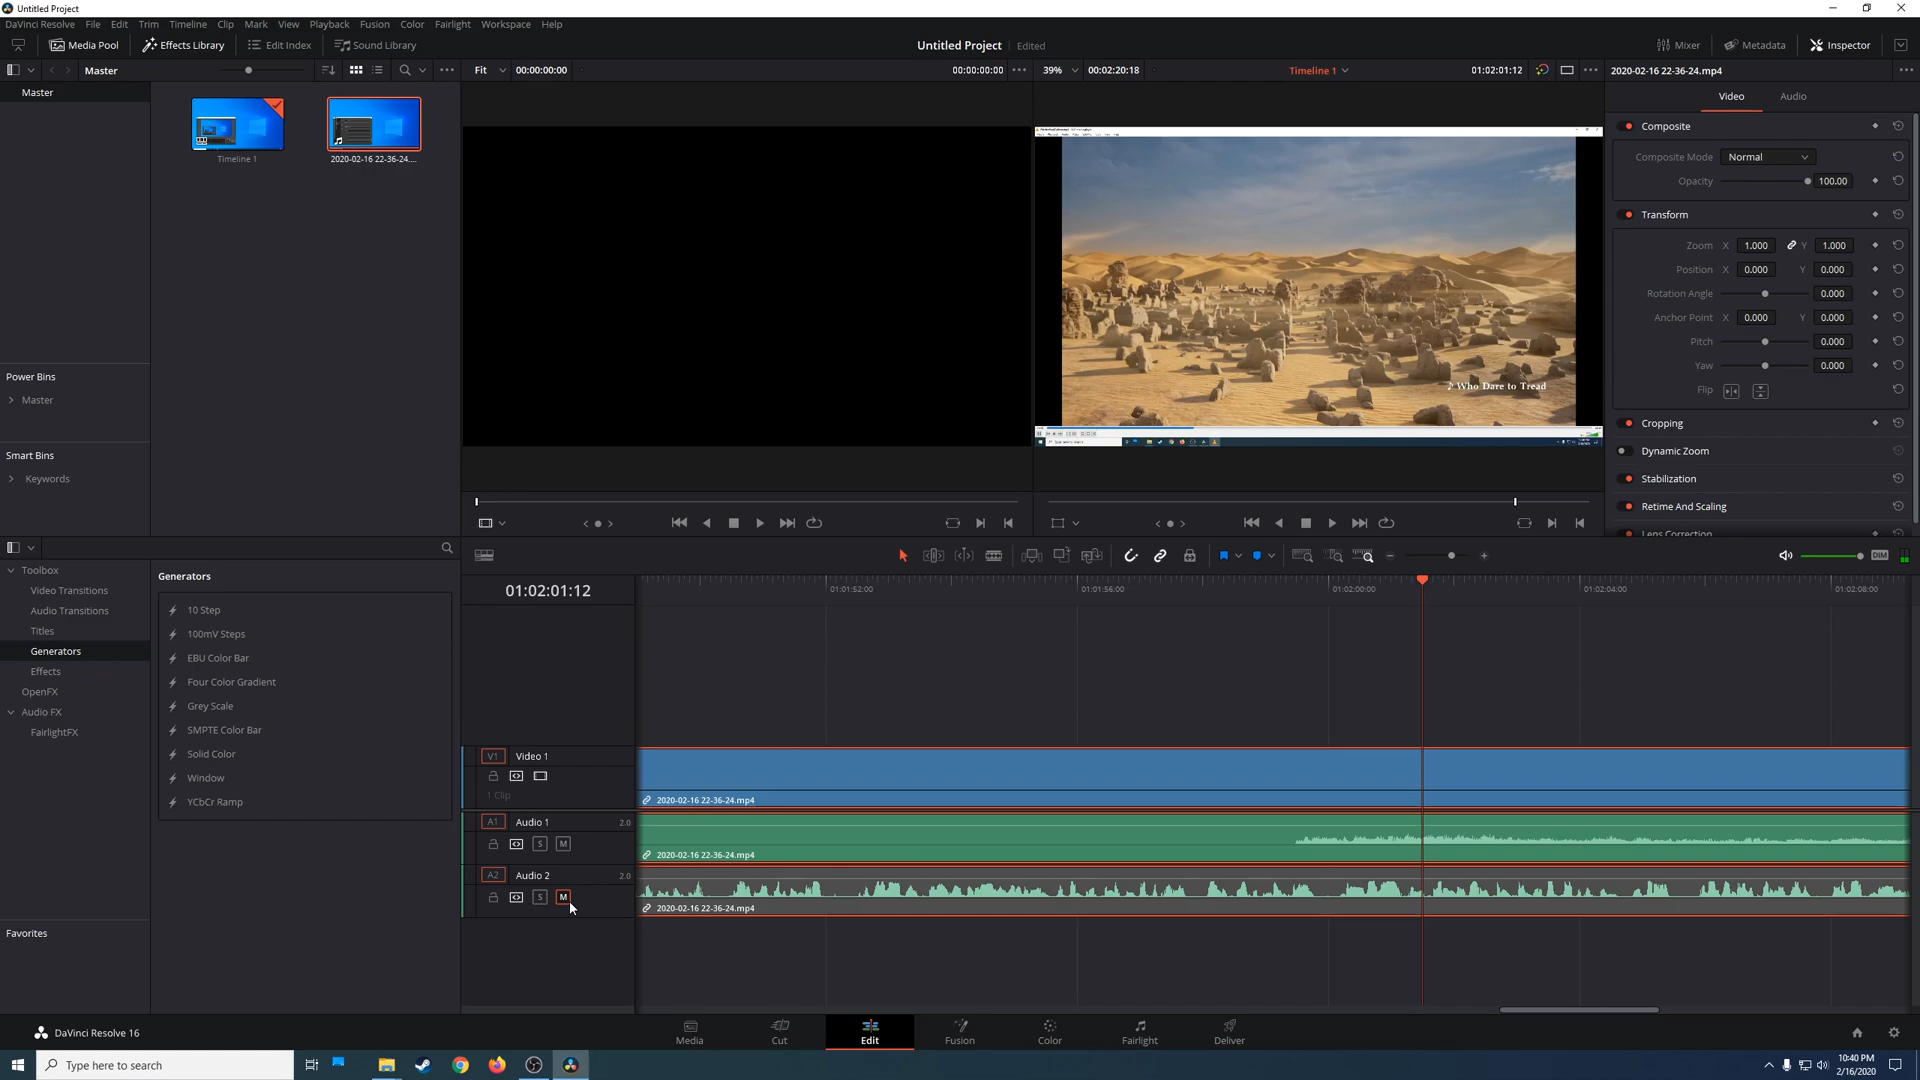 Untitled Project
DaVinci Resolve File Edit Trim Timeline Clip Mark View Playback Fusion Color Fairlight Workspace Help
Media Pool Effects Library Edit Index Sound Library Untitled Project Edited Mixer Metadata Inspector
Master Fit 00:00:00:00 00:00:00:00 39% 00:02:20:18 Timeline 1 01:02:01:12 2020-02-16 22-36-24.mp4
Master
Timeline 1
2020-02-16 22-36-24....
Power Bins
Master
Smart Bins
Keywords
♪ Who Dare to Tread
Video Audio
Composite
Composite Mode Normal
Opacity 100.00
Transform
Zoom X 1.000 Y 1.000
Position X 0.000 Y 0.000
Rotation Angle 0.000
Anchor Point X 0.000 Y 0.000
Pitch 0.000
Yaw 0.000
Flip
Cropping
Dynamic Zoom
Stabilization
Retime And Scaling
Lens Correction
Toolbox
Video Transitions
Audio Transitions
Titles
Generators
Effects
OpenFX
Audio FX
FairlightFX
Favorites
Generators
10 Step
100mV Steps
EBU Color Bar
Four Color Gradient
Grey Scale
SMPTE Color Bar
Solid Color
Window
YCbCr Ramp
DIM
01:02:01:12 01:01:52:00 01:01:56:00 01:02:00:00 01:02:04:00 01:02:08:00
V1 Video 1
1 Clip
2020-02-16 22-36-24.mp4
A1 Audio 1 2.0
S M
2020-02-16 22-36-24.mp4
A2 Audio 2 2.0
S M
2020-02-16 22-36-24.mp4
DaVinci Resolve 16
Media Cut Edit Fusion Color Fairlight Deliver
Type here to search
10:40 PM
2/16/2020